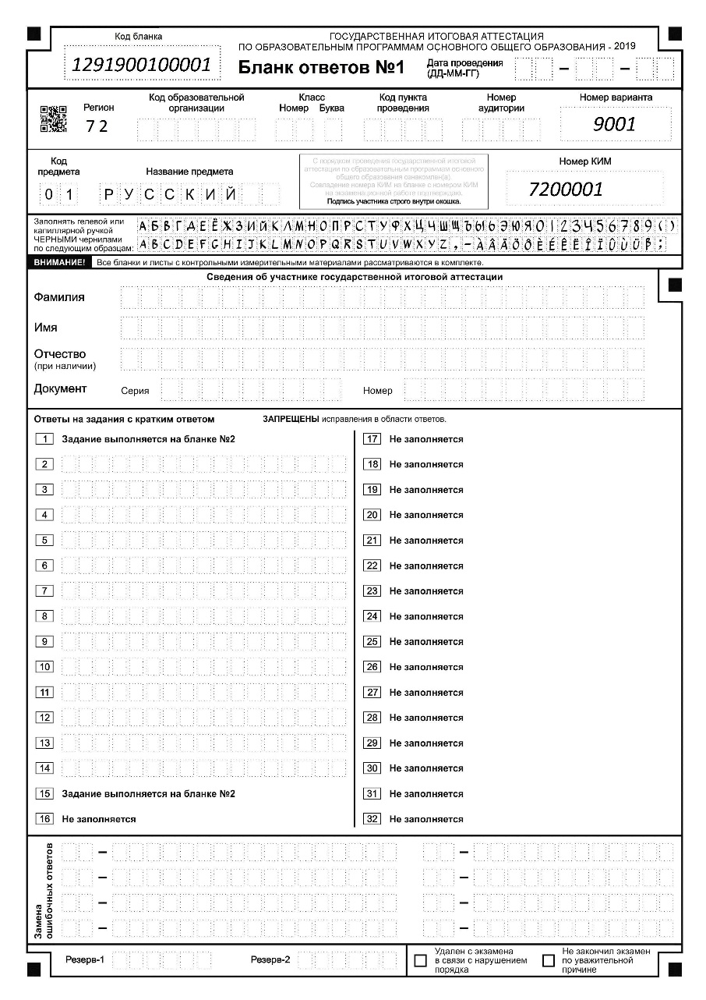 Код бланка
ГОСУДАРСТВЕННАЯ ИТОГОВАЯ АТТЕСТАЦИЯ
ПО ОБРАЗОВАТЕЛЬНЫМ ПРОГРАММАМ ОСНОВНОГО ОБЩЕГО ОБРАЗОВАНИЯ - 2019
1291900100001
Бланк ответов №1
Дата проведения
(ДД-ММ-ГГ)
– –
Регион
72
Код образовательной
организации
Класс
Номер Буква
Код пункта
проведения
Номер
аудитории
Номер варианта
9001
Код
предмета
01
Название предмета
РУССКИЙ
С порядком проведения государственной итоговой
аттестации по образовательным программам основного
общего образования ознакомлен(а).
Совпадение номера КИМ на бланке с номером КИМ
на экзаменационной работе подтверждаю.
Подпись участника строго внутри окошка.
Номер КИМ
7200001
Заполнять гелевой или
капиллярной ручкой
ЧЕРНЫМИ чернилами
по следующим образцам:
АБВГДЕЁЖЗИЙКЛМНОПРСТУФХЦЧШЩЪЫЬЭЮЯ0123456789()
ABCDEFGHIJKLMNOPQRSTUVWXYZ,-ÀÂÄÖÔÈÉÊËÎÏÛÙÜß;
ВНИМАНИЕ! Все бланки и листы с контрольными измерительными материалами рассматриваются в комплекте.
Сведения об участнике государственной итоговой аттестации
Фамилия
Имя
Отчество
(при наличии)
Документ Серия Номер
Ответы на задания с кратким ответом ЗАПРЕЩЕНЫ исправления в области ответов.
1 Задание выполняется на бланке №2
2
3
4
5
6
7
8
9
10
11
12
13
14
15 Задание выполняется на бланке №2
16 Не заполняется
17 Не заполняется
18 Не заполняется
19 Не заполняется
20 Не заполняется
21 Не заполняется
22 Не заполняется
23 Не заполняется
24 Не заполняется
25 Не заполняется
26 Не заполняется
27 Не заполняется
28 Не заполняется
29 Не заполняется
30 Не заполняется
31 Не заполняется
32 Не заполняется
Замена
ошибочных ответов
– –
– –
– –
– –
Резерв-1
Резерв-2
Удален с экзамена
в связи с нарушением
порядка
Не закончил экзамен
по уважительной
причине